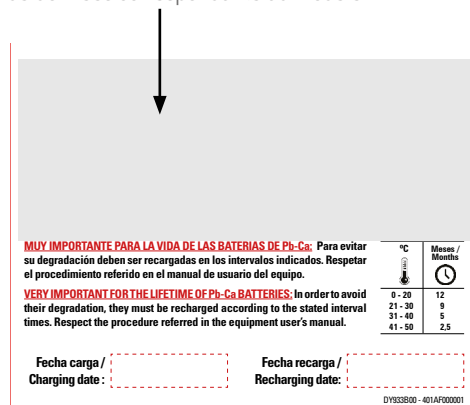 MUY IMPORTANTE PARA LA VIDA DE LAS BATERIAS DE Pb-Ca: Para evitar
su degradación deben ser recargadas en los intervalos indicados. Respetar
el procedimiento referido en el manual de usuario del equipo.
VERY IMPORTANT FOR THE LIFETIME OF Pb-Ca BATTERIES: In order to avoid
their degradation, they must be recharged according to the stated interval
times. Respect the procedure referred in the equipment user's manual.
ºC Meses /
Months
0 - 20 12
21 - 30 9
31 - 40 5
41 - 50 2,5
Fecha carga /
Charging date :
Fecha recarga /
Recharging date:
DY933B00 - 401AF000001